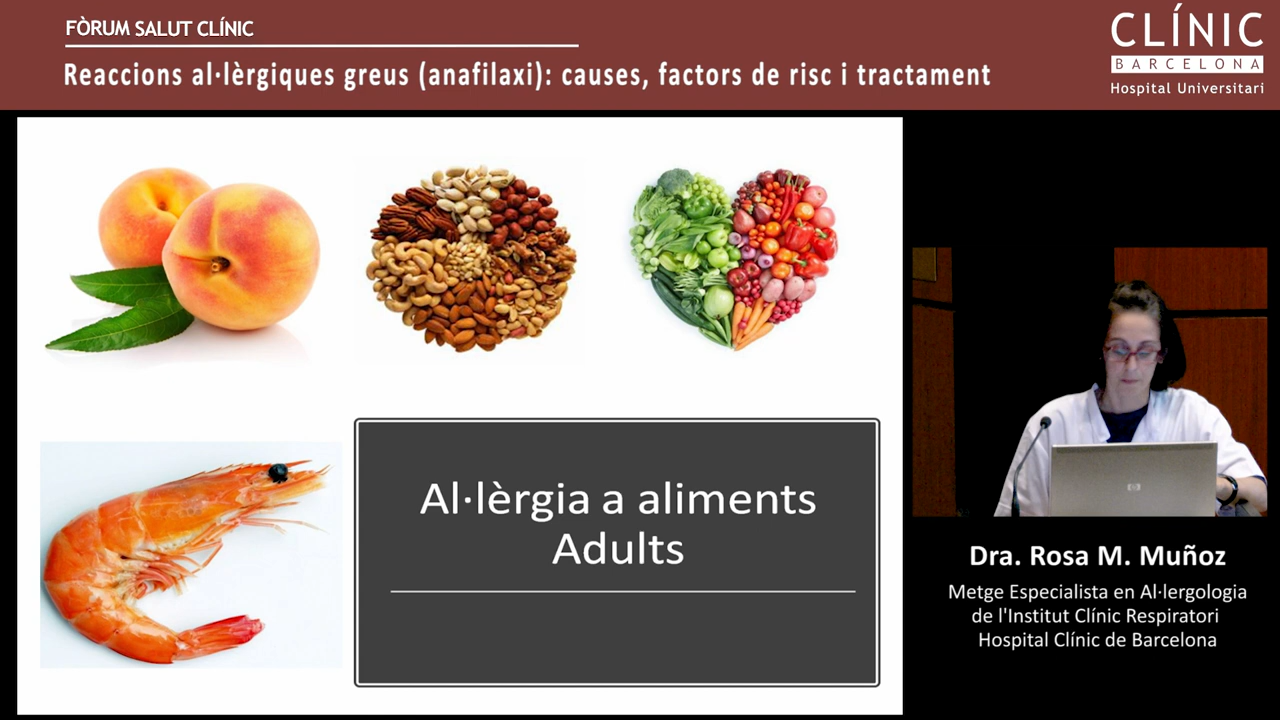 FÒRUM SALUT CLÍNIC
Reaccions al·lèrgiques greus (anafilaxi): causes, factors de risc i tractament
CLÍNIC
BARCELONA
Hospital Universitari
Al·lèrgia a aliments
Adults
hp
Dra. Rosa M. Muñoz
Metge Especialista en Al·lergologia
de l'Institut Clínic Respiratori
Hospital Clínic de Barcelona